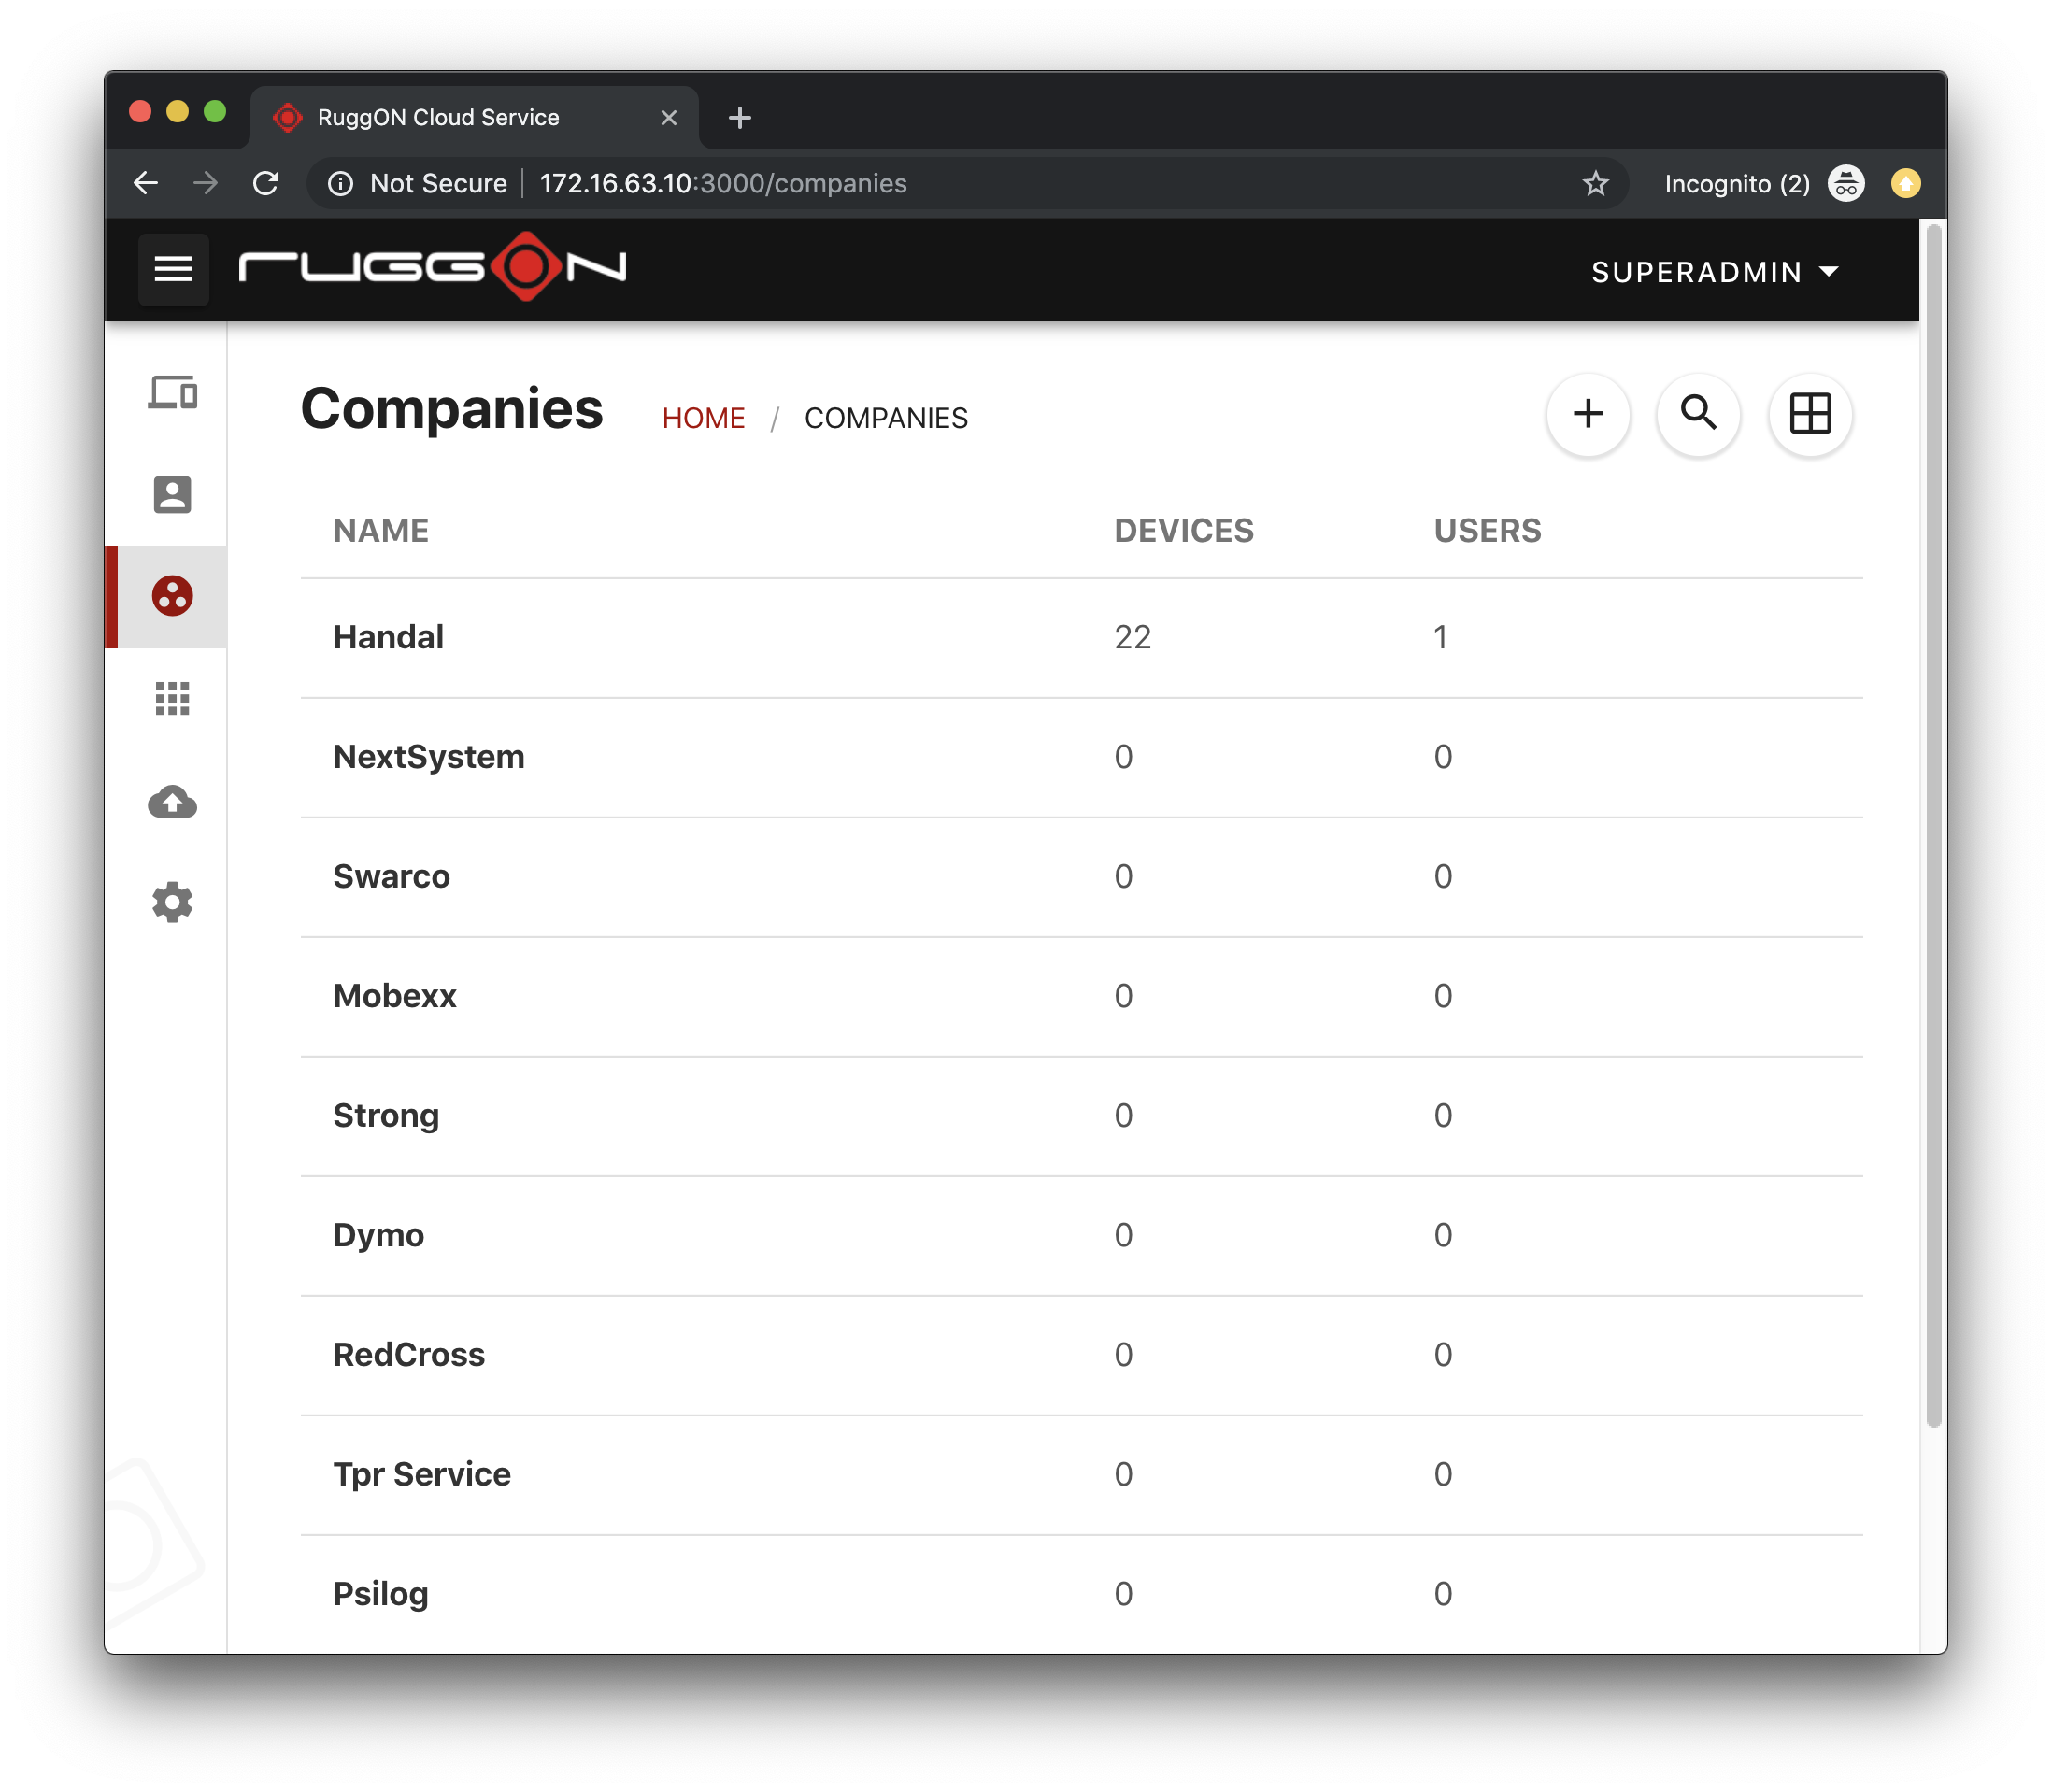 RuggON Cloud Service
Not Secure 172.16.63.10:3000/companies Incognito (2)
ruggon SUPERADMIN
Companies HOME / COMPANIES
NAME DEVICES USERS
Handal 22 1
NextSystem 0 0
Swarco 0 0
Mobexx 0 0
Strong 0 0
Dymo 0 0
RedCross 0 0
Tpr Service 0 0
Psilog 0 0